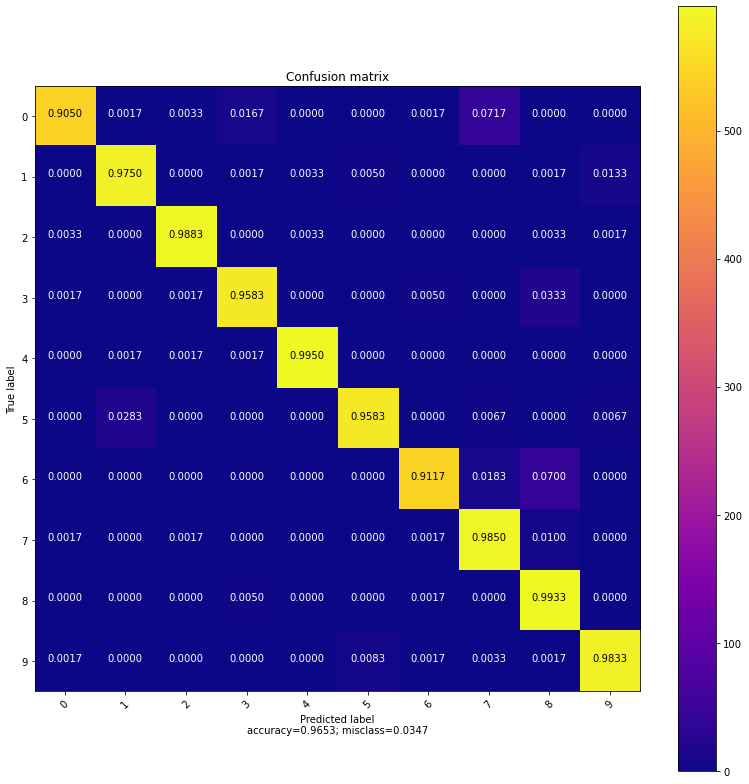 Confusion matrix
0 0.9050 0.0017 0.0033 0.0167 0.0000 0.0000 0.0017 0.0717 0.0000 0.0000
1 0.0000 0.9750 0.0000 0.0017 0.0033 0.0050 0.0000 0.0000 0.0017 0.0133
2 0.0033 0.0000 0.9883 0.0000 0.0033 0.0000 0.0000 0.0000 0.0033 0.0017
3 0.0017 0.0000 0.0017 0.9583 0.0000 0.0000 0.0050 0.0000 0.0333 0.0000
4 0.0000 0.0017 0.0017 0.0017 0.9950 0.0000 0.0000 0.0000 0.0000 0.0000
5 0.0000 0.0283 0.0000 0.0000 0.0000 0.9583 0.0000 0.0067 0.0000 0.0067
6 0.0000 0.0000 0.0000 0.0000 0.0000 0.0000 0.9117 0.0183 0.0700 0.0000
7 0.0017 0.0000 0.0017 0.0000 0.0000 0.0000 0.0017 0.9850 0.0100 0.0000
8 0.0000 0.0000 0.0000 0.0050 0.0000 0.0000 0.0017 0.0000 0.9933 0.0000
9 0.0017 0.0000 0.0000 0.0000 0.0000 0.0083 0.0017 0.0033 0.0017 0.9833
True label
0 1 2 3 4 5 6 7 8 9
Predicted label
accuracy=0.9653; misclass=0.0347
500
400
300
200
100
0